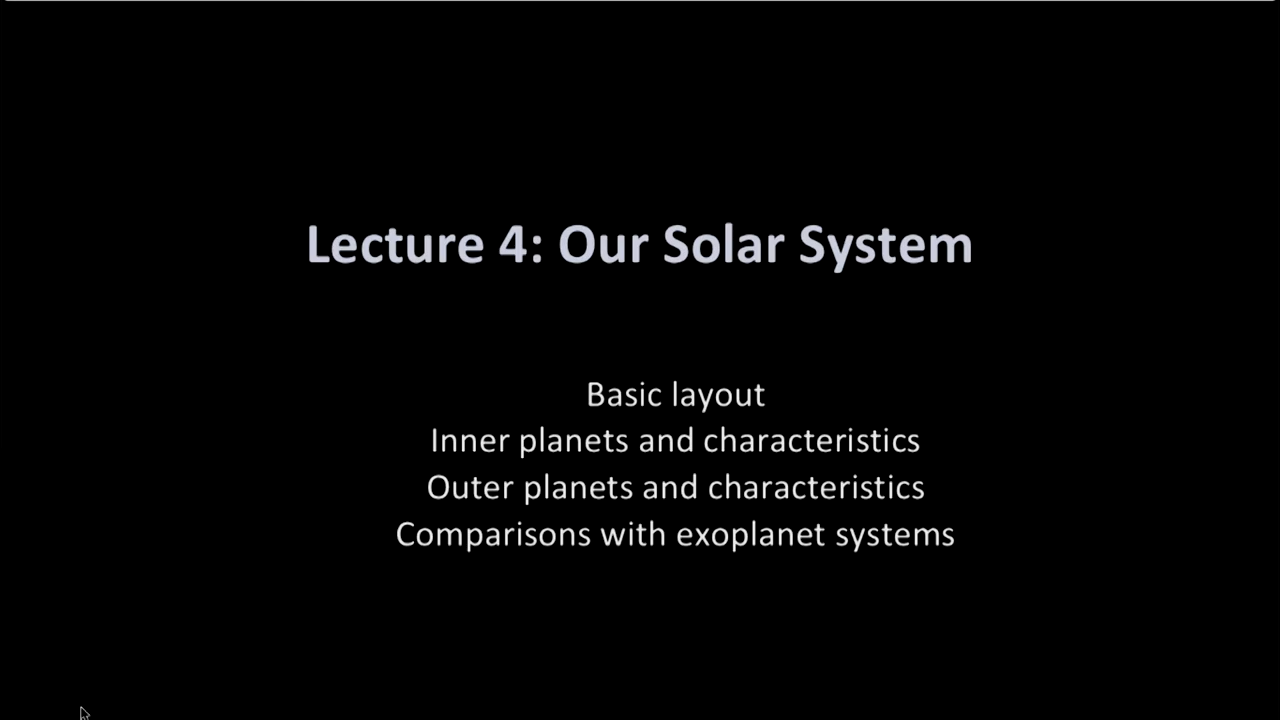 Lecture 4: Our Solar System
Basic layout
Inner planets and characteristics
Outer planets and characteristics
Comparisons with exoplanet systems